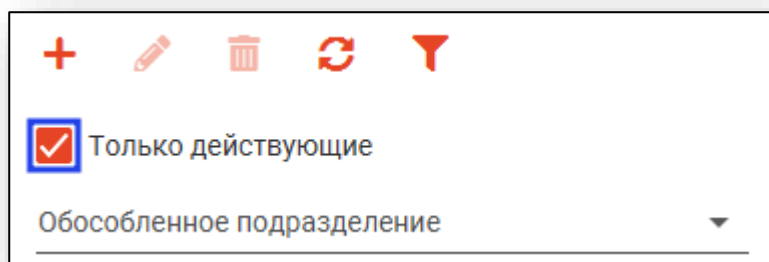 Только действующие
Обособленное подразделение